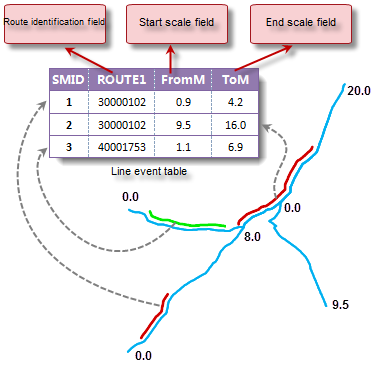 Route identification field
Start scale field
End scale field
SMID ROUTE1 FromM ToM
1 30000102 0.9 4.2
2 30000102 9.5 16.0
3 40001753 1.1 6.9
Line event table
20.0
0.0
0.0
8.0
9.5
0.0